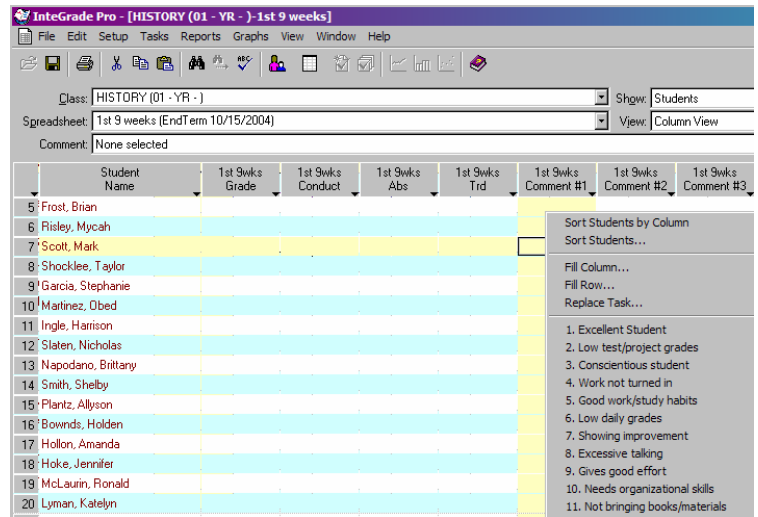 InteGrade Pro - [HISTORY (01 - YR - )-1st 9 weeks]
File Edit Setup Tasks Reports Graphs View Window Help
Class: HISTORY (01 - YR - ) Show: Students
Spreadsheet: 1st 9 weeks (EndTerm 10/15/2004) View: Column View
Comment: None selected
Student Name 1st 9wks Grade 1st 9wks Conduct 1st 9wks Abs 1st 9wks Trd 1st 9wks Comment #1 1st 9wks Comment #2 1st 9wks Comment #3
5 Frost, Brian
6 Risley, Mycah
7 Scott, Mark
8 Shocklee, Taylor
9 Garcia, Stephanie
10 Martinez, Obed
11 Ingle, Harrison
12 Slaten, Nicholas
13 Napodano, Brittany
14 Smith, Shelby
15 Plantz, Allyson
16 Bownds, Holden
17 Hollon, Amanda
18 Hoke, Jennifer
19 McLaurin, Ronald
20 Lyman, Katelyn
Sort Students by Column
Sort Students...
Fill Column...
Fill Row...
Replace Task...
1. Excellent Student
2. Low test/project grades
3. Conscientious student
4. Work not turned in
5. Good work/study habits
6. Low daily grades
7. Showing improvement
8. Excessive talking
9. Gives good effort
10. Needs organizational skills
11. Not bringing books/materials